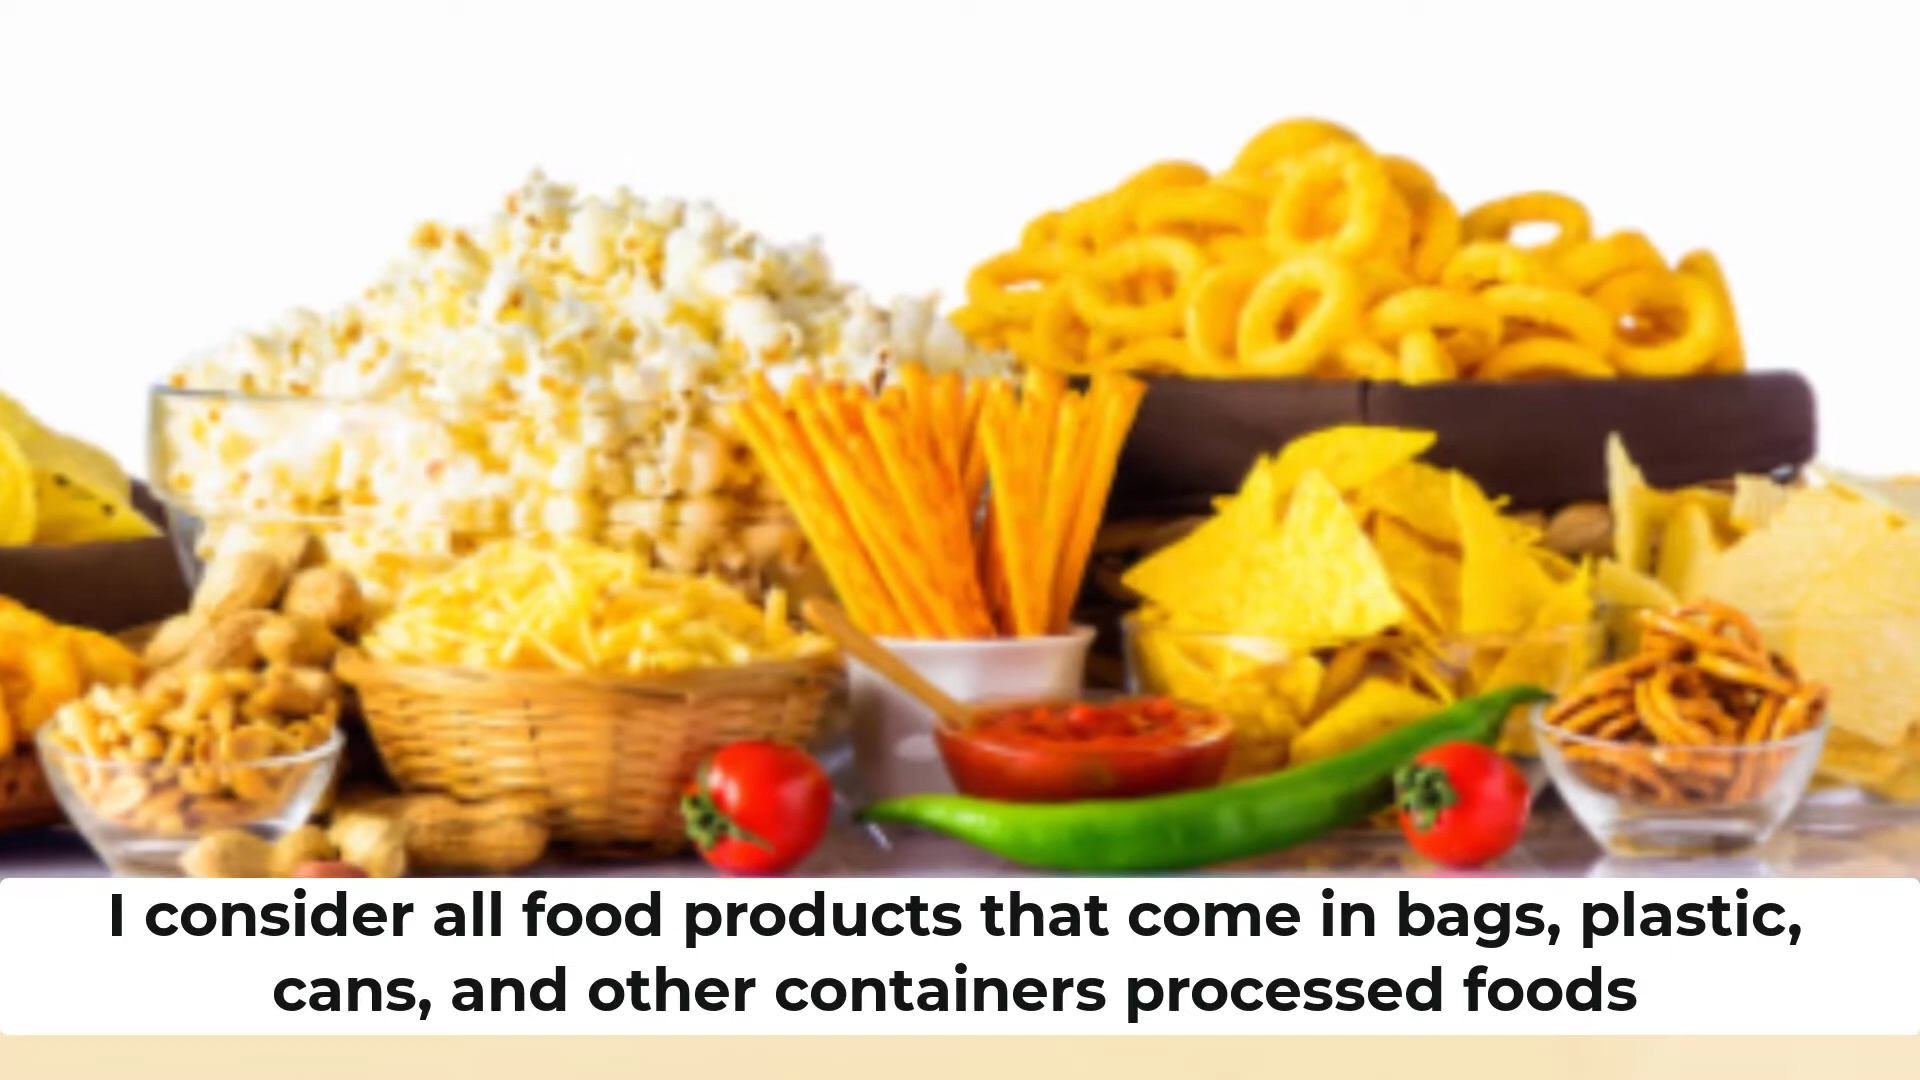 I consider all food products that come in bags, plastic,
cans, and other containers processed foods